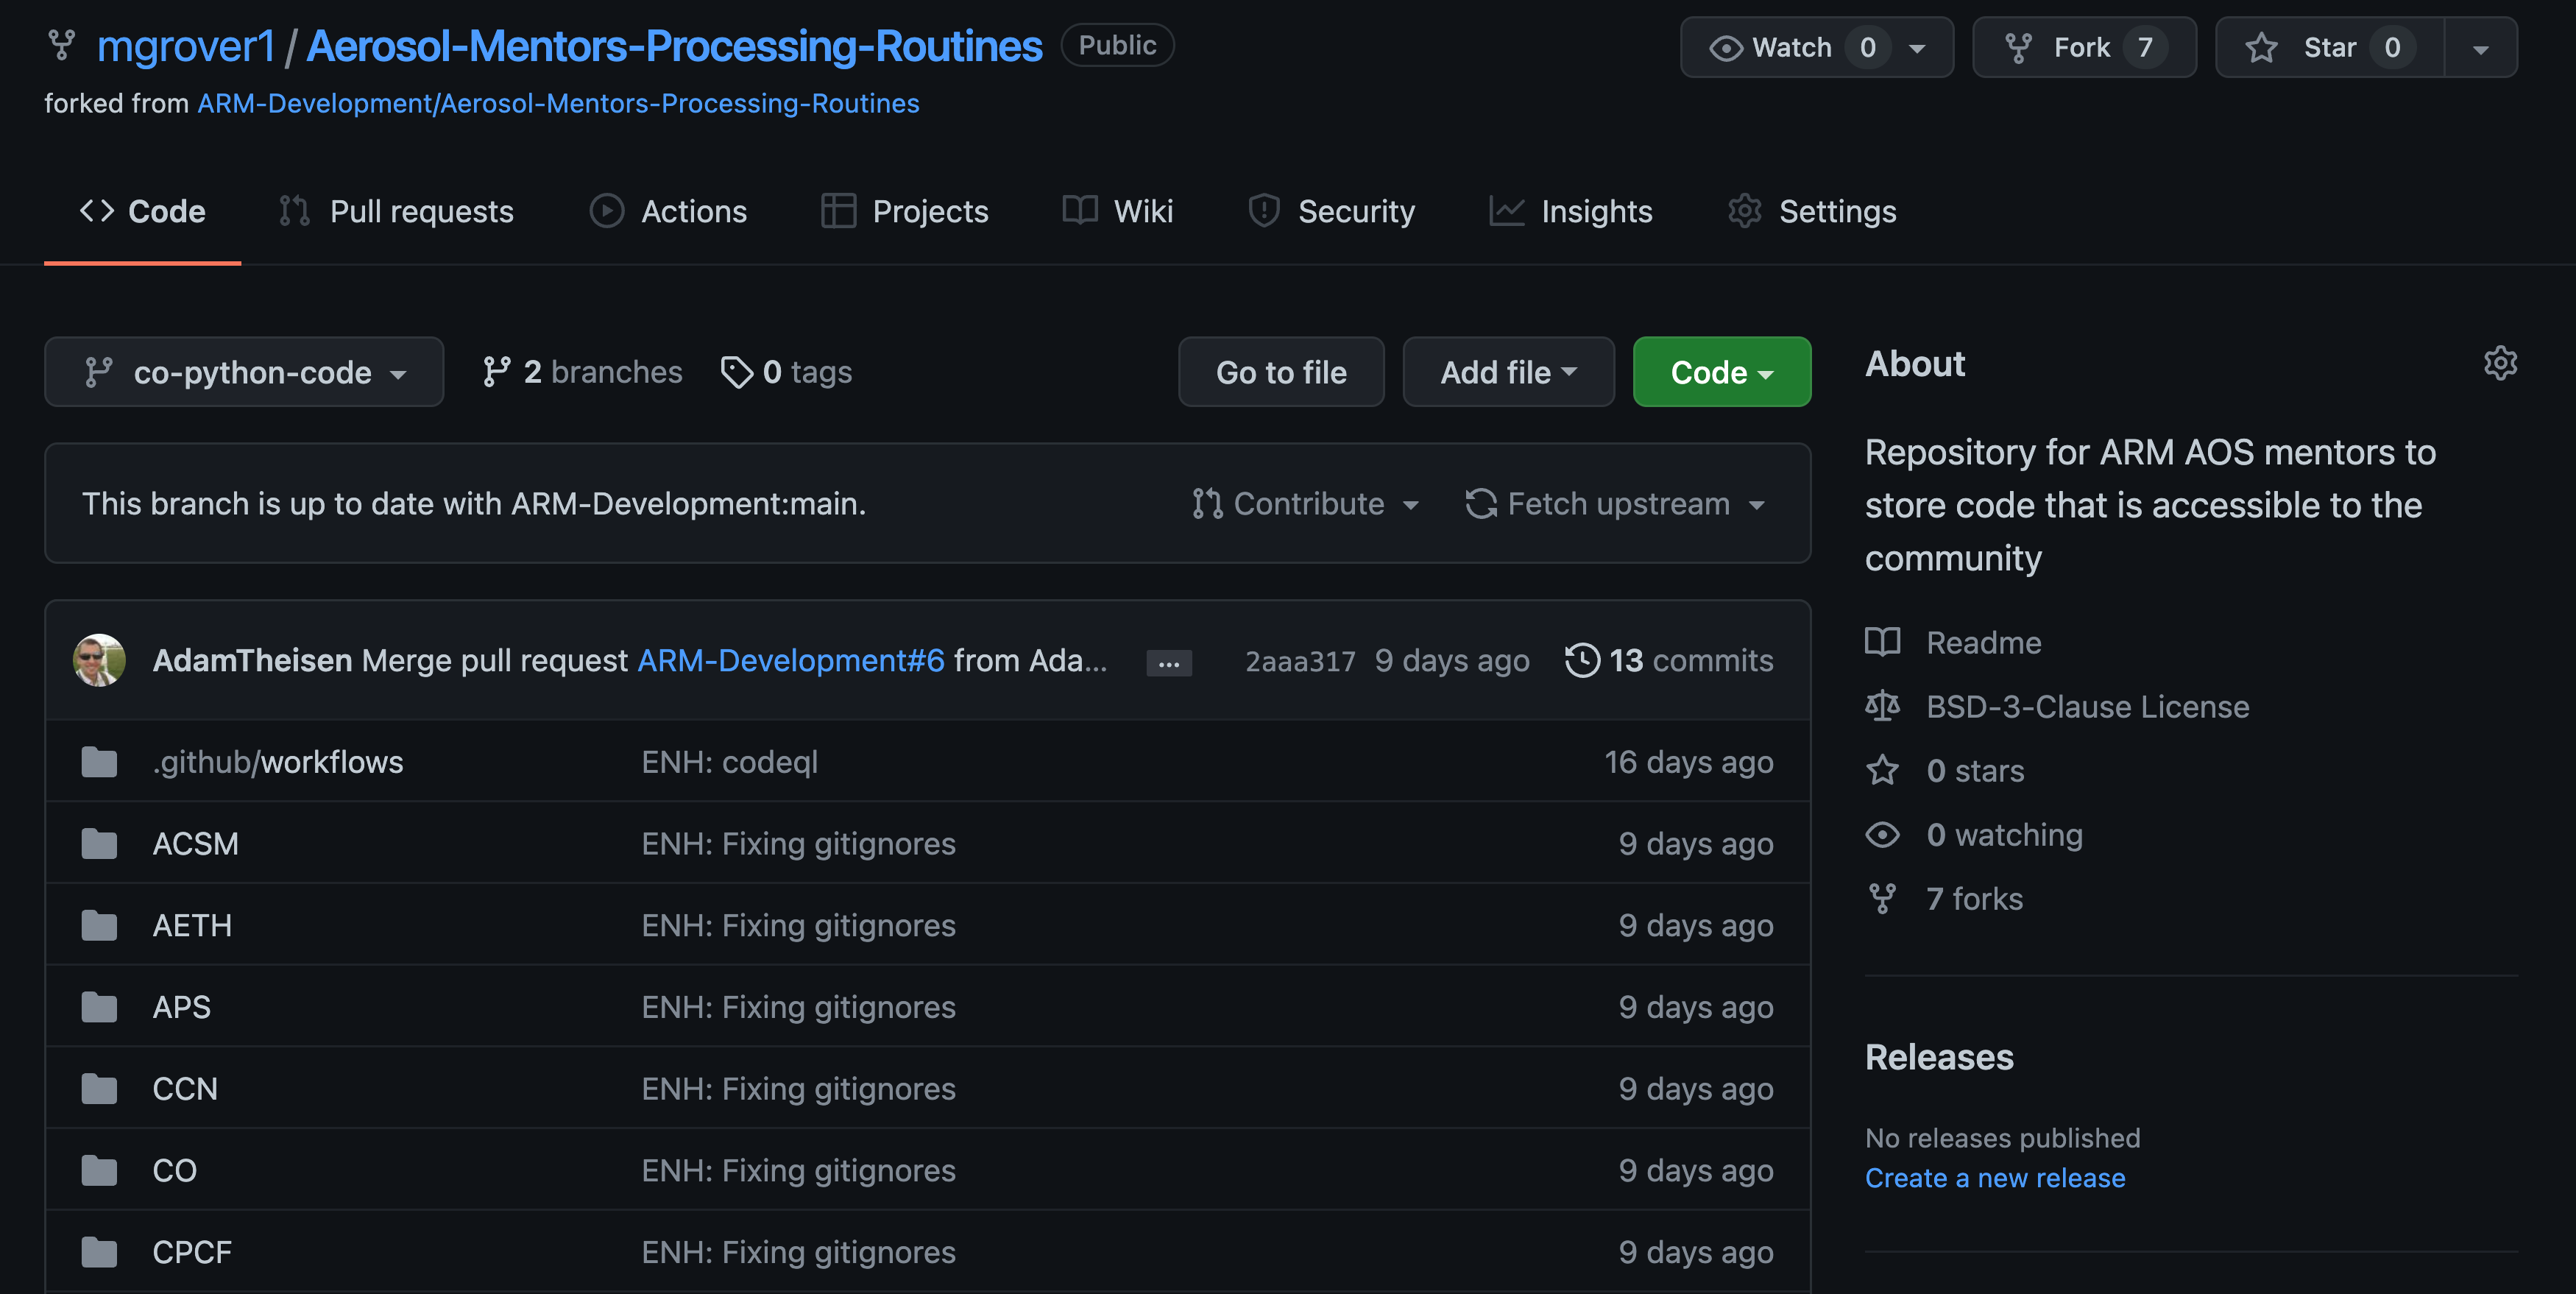 mgrover1 / Aerosol-Mentors-Processing-Routines Public Watch 0 Fork 7 Star 0
forked from ARM-Development/Aerosol-Mentors-Processing-Routines
Code Pull requests Actions Projects Wiki Security Insights Settings
co-python-code 2 branches 0 tags Go to file Add file Code
This branch is up to date with ARM-Development:main. Contribute Fetch upstream
AdamTheisen Merge pull request ARM-Development#6 from Ada... ... 2aaa317 9 days ago 13 commits
.github/workflows ENH: codeql 16 days ago
ACSM ENH: Fixing gitignores 9 days ago
AETH ENH: Fixing gitignores 9 days ago
APS ENH: Fixing gitignores 9 days ago
CCN ENH: Fixing gitignores 9 days ago
CO ENH: Fixing gitignores 9 days ago
CPCF ENH: Fixing gitignores 9 days ago
About
Repository for ARM AOS mentors to
store code that is accessible to the
community
Readme
BSD-3-Clause License
0 stars
0 watching
7 forks
Releases
No releases published
Create a new release